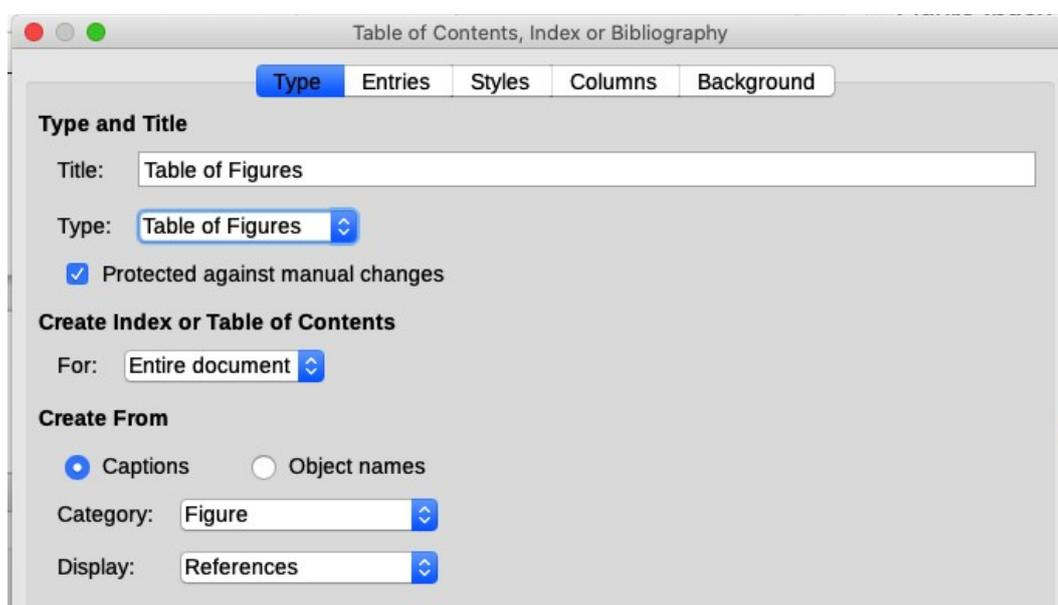 Table of Contents, Index or Bibliography
Type Entries Styles Columns Background
Type and Title
Title: Table of Figures
Type: Table of Figures
Protected against manual changes
Create Index or Table of Contents
For: Entire document
Create From
Captions Object names
Category: Figure
Display: References